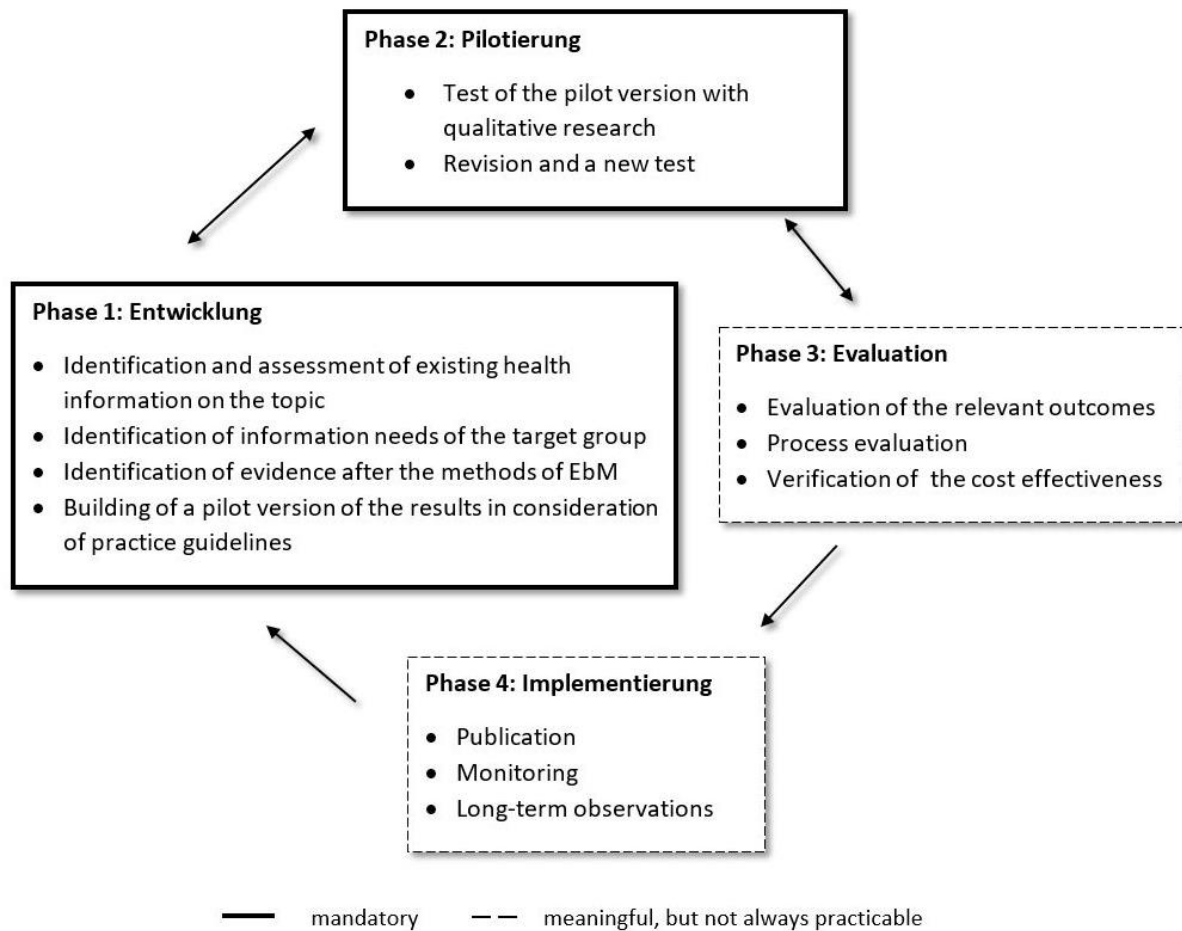 Phase 2: Pilotierung
• Test of the pilot version with
qualitative research
• Revision and a new test
Phase 1: Entwicklung
• Identification and assessment of existing health
information on the topic
• Identification of information needs of the target group
• Identification of evidence after the methods of EbM
• Building of a pilot version of the results in consideration
of practice guidelines
Phase 3: Evaluation
• Evaluation of the relevant outcomes
• Process evaluation
• Verification of the cost effectiveness
Phase 4: Implementierung
• Publication
• Monitoring
• Long-term observations
mandatory
meaningful, but not always practicable